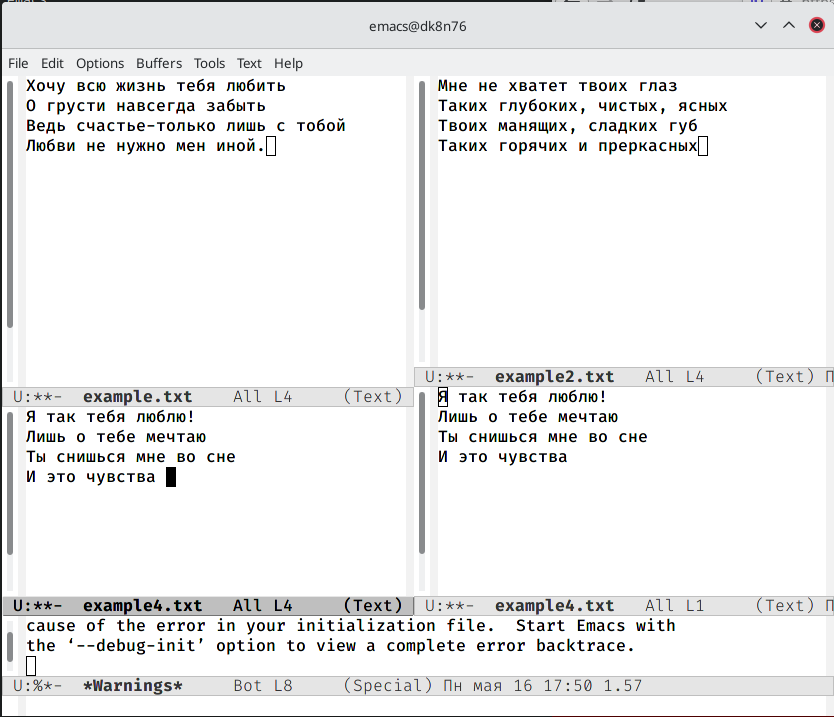 emacs@dk8n76
File Edit Options Buffers Tools Text Help
Хочу всю жизнь тебя любить
О грусти навсегда забыть
Ведь счастье-только лишь с тобой
Любви не нужно мен иной.
U:**- example.txt All L4 (Text)
Мне не хватет твоих глаз
Таких глубоких, чистых, ясных
Твоих манящих, сладких губ
Таких горячих и преркасных
U:**- example2.txt All L4 (Text) П
Я так тебя люблю!
Лишь о тебе мечтаю
Ты снишься мне во сне
И это чувства
U:**- example4.txt All L4 (Text)
Я так тебя люблю!
Лишь о тебе мечтаю
Ты снишься мне во сне
И это чувства
U:**- example4.txt All L1 (Text) П
cause of the error in your initialization file. Start Emacs with
the ‘--debug-init’ option to view a complete error backtrace.
U:%*- *Warnings* Bot L8 (Special) Пн мая 16 17:50 1.57